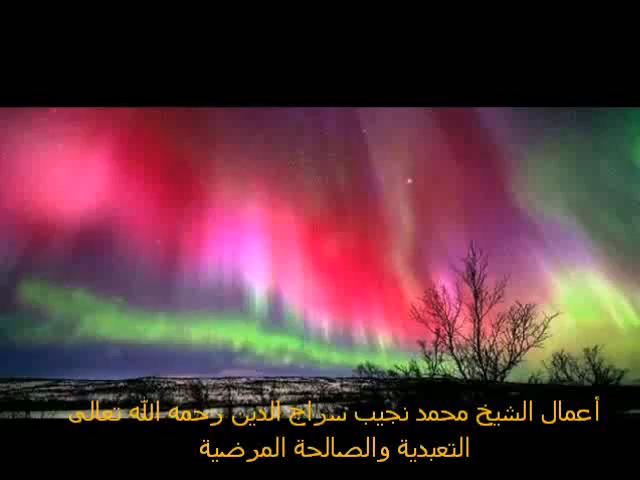 أعمال الشيخ محمد نجيب سراج الدين رحمه الله تعالى
التعبدية والصالحة المرضية